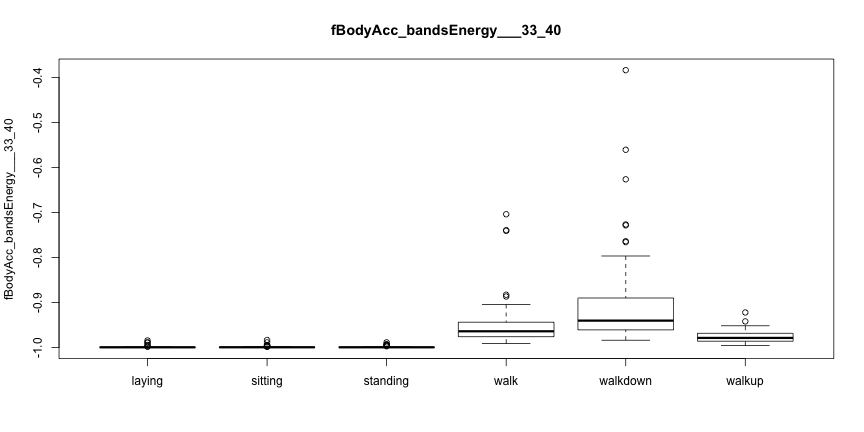 fBodyAcc_bandsEnergy___33_40
fBodyAcc_bandsEnergy___33_40
-0.4
-0.5
-0.6
-0.7
-0.8
-0.9
-1.0
laying sitting standing walk walkdown walkup